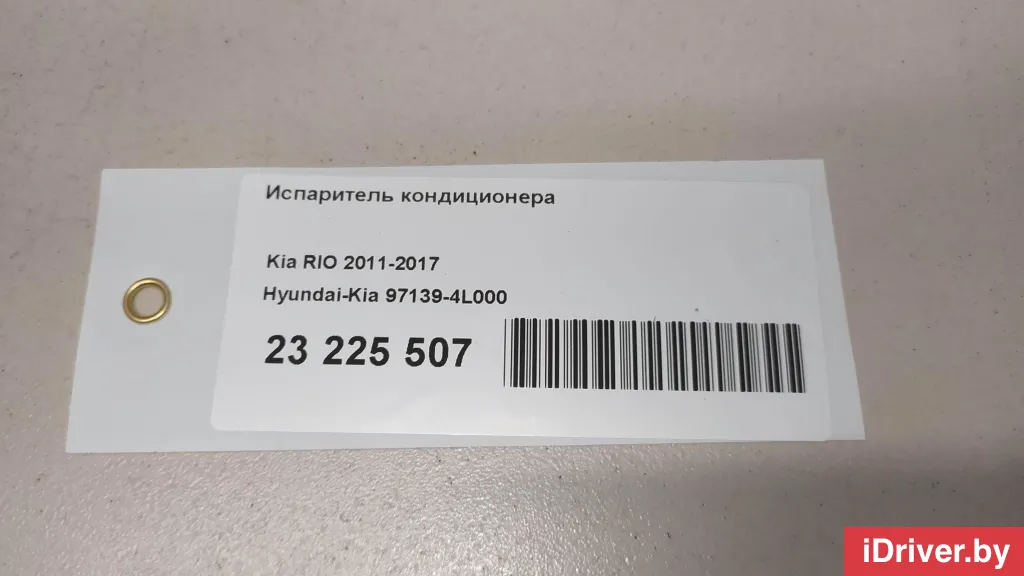 Испаритель кондиционера
Kia RIO 2011-2017
Hyundai-Kia 97139-4L000
23 225 507
iDriver.by